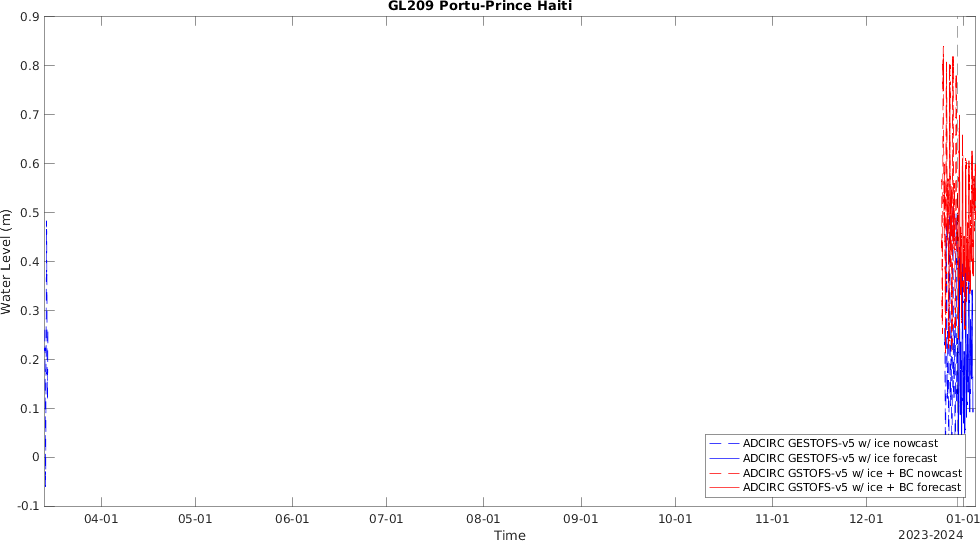 GL209 Portu-Prince Haiti
0.9
0.8
0.7
0.6
0.5
0.4
0.3
0.2
0.1
0
-0.1
Water Level (m)
ADCIRC GESTOFS-v5 w/ ice nowcast
ADCIRC GESTOFS-v5 w/ ice forecast
ADCIRC GSTOFS-v5 w/ ice + BC nowcast
ADCIRC GSTOFS-v5 w/ ice + BC forecast
04-01 05-01 06-01 07-01 08-01 09-01 10-01 11-01 12-01 01-01
Time
2023-2024